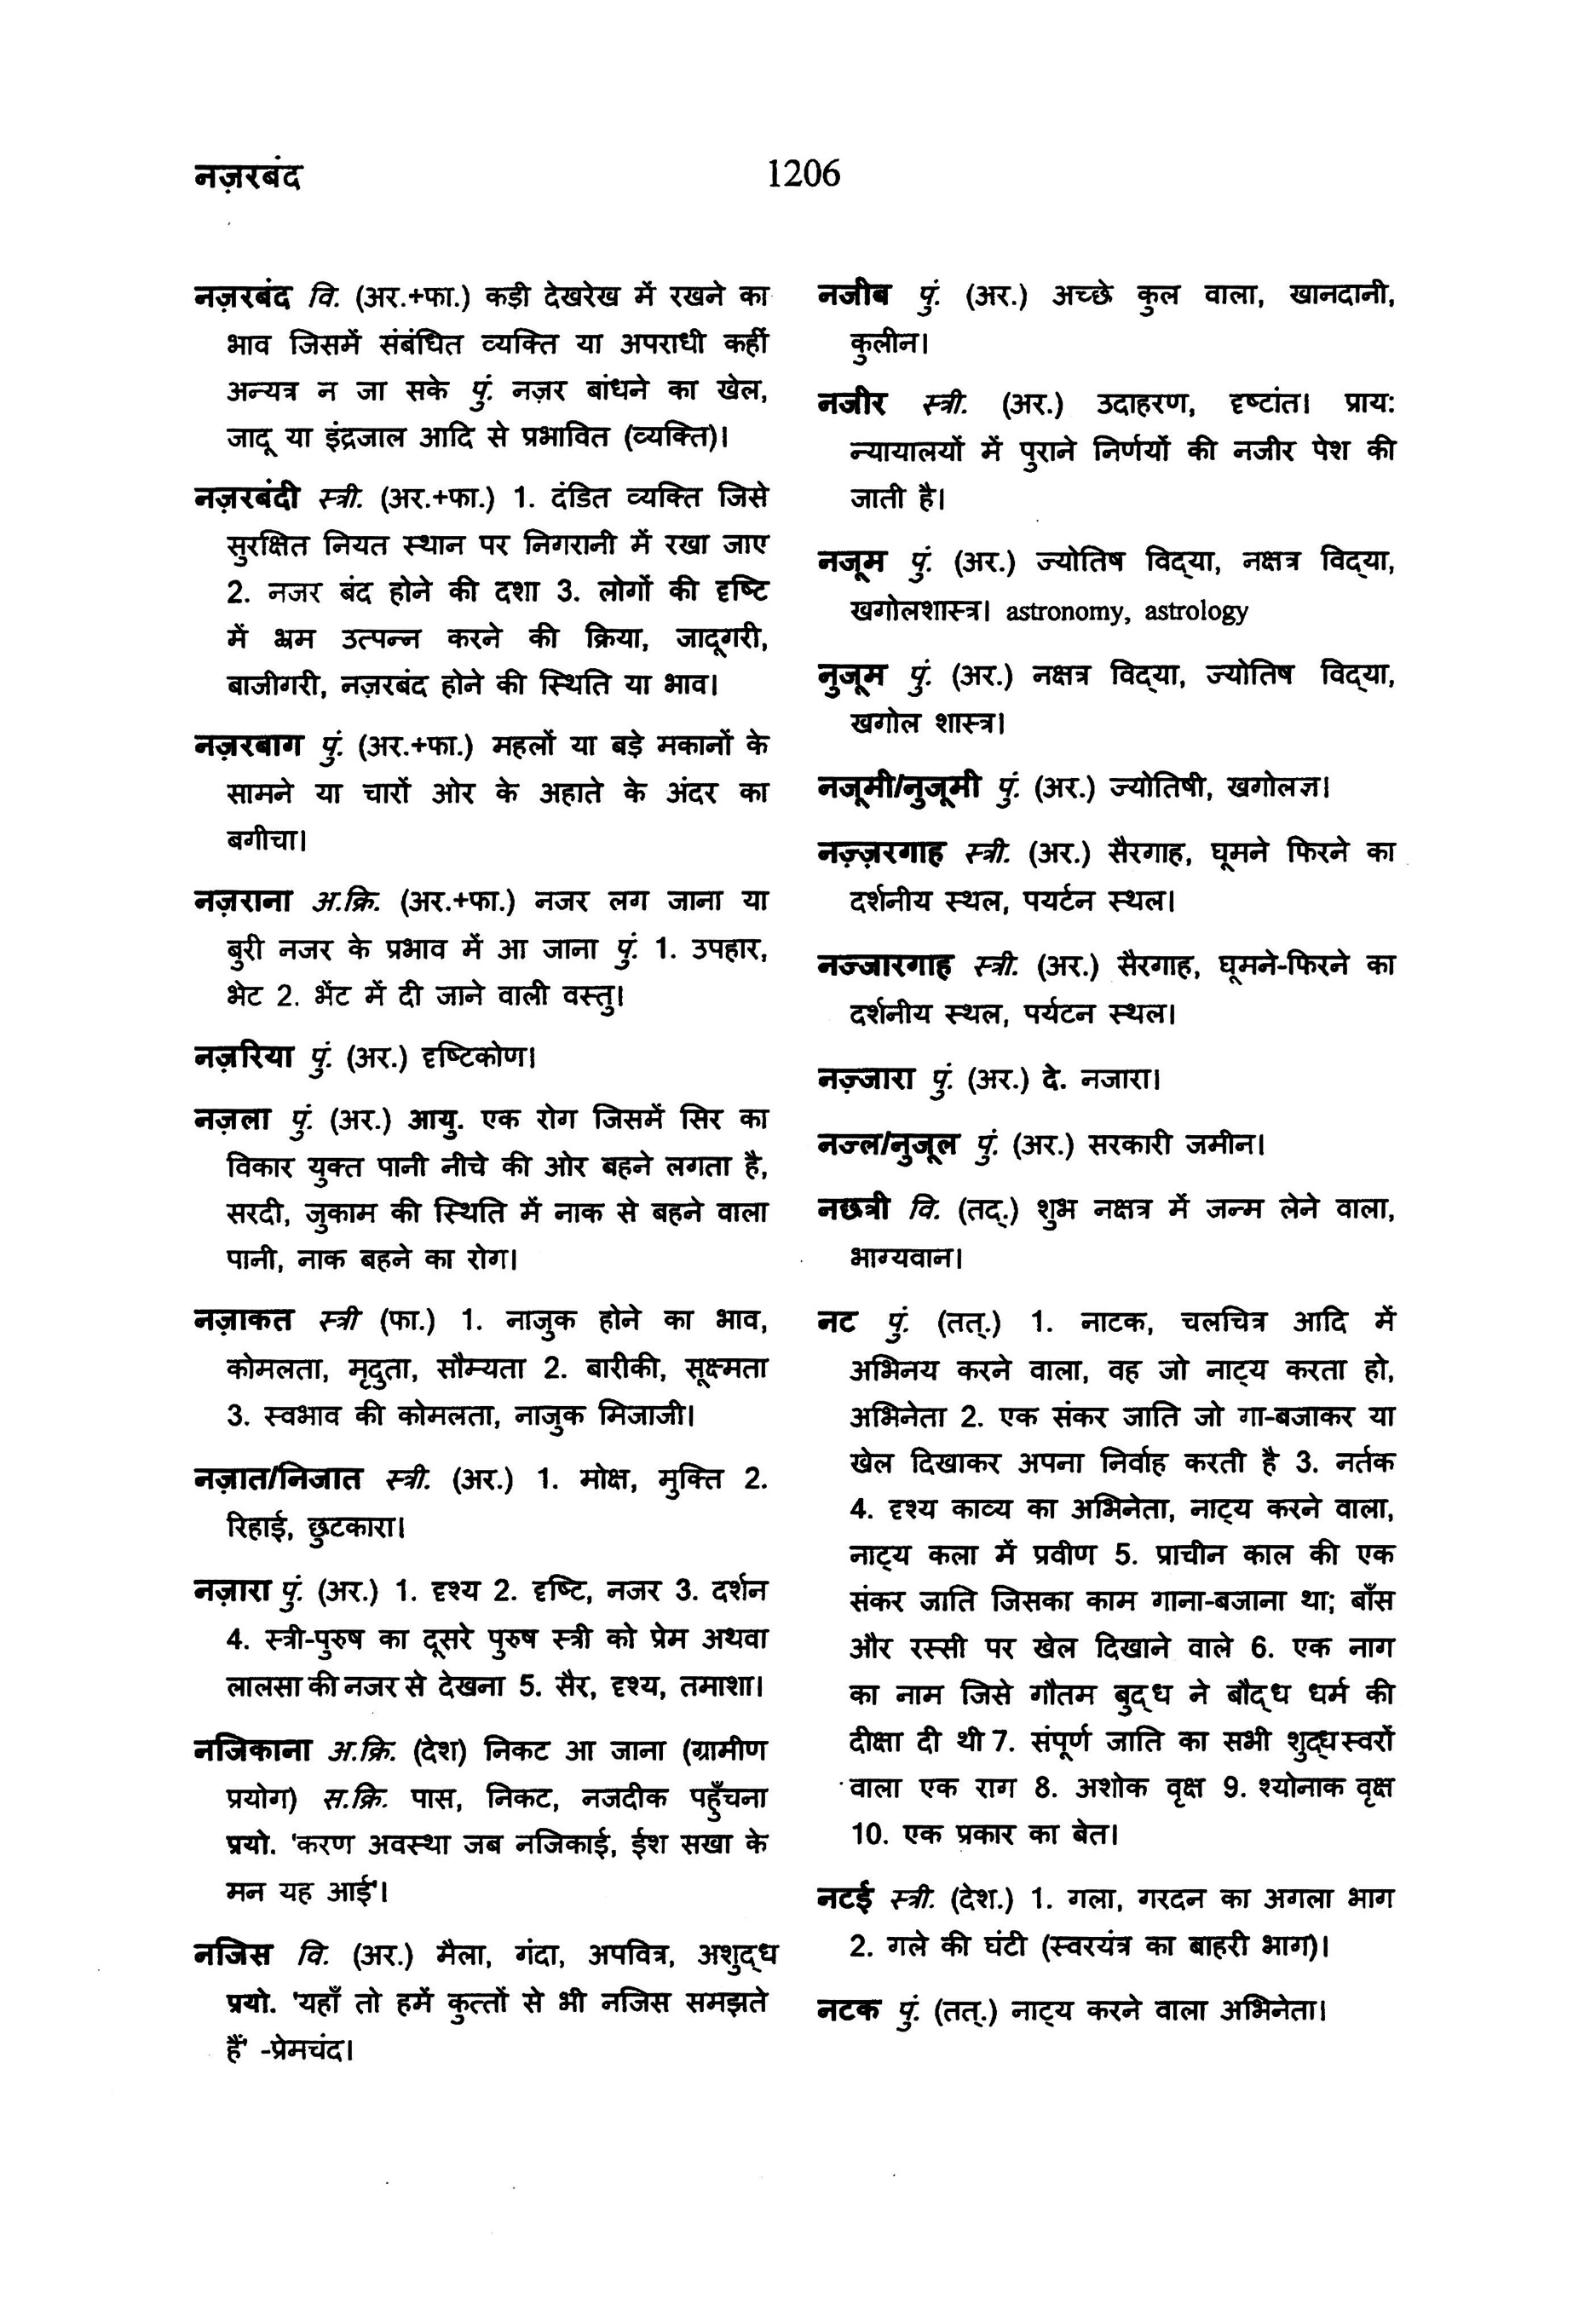 नज़रबंद
1206
नज़रबंद वि. (अर.+फा.) कड़ी देखरेख में रखने का
भाव जिसमें संबंधित व्यक्ति या अपराधी कहीं
अन्यत्र न जा सके पुं. नज़र बांधने का खेल,
जादू या इंद्रजाल आदि से प्रभावित (व्यक्ति)।
नज़रबंदी स्त्री. (अर.+फा.) 1. दंडित व्यक्ति जिसे
सुरक्षित नियत स्थान पर निगरानी में रखा जाए
2. नजर बंद होने की दशा 3. लोगों की दृष्टि
में भ्रम उत्पन्न करने की क्रिया, जादूगरी,
बाजीगरी, नज़रबंद होने की स्थिति या भाव।
नज़रबाग पुं. (अर.+फा.) महलों या बड़े मकानों के
सामने या चारों ओर के अहाते के अंदर का
बगीचा।
नज़राना अ.क्रि. (अर.+फा.) नजर लग जाना या
बुरी नजर के प्रभाव में आ जाना पुं. 1. उपहार,
भेट 2. भेंट में दी जाने वाली वस्तु।
नज़रिया पुं. (अर.) दृष्टिकोण।
नज़ला पुं. (अर.) आयु. एक रोग जिसमें सिर का
विकार युक्त पानी नीचे की ओर बहने लगता है,
सरदी, जुकाम की स्थिति में नाक से बहने वाला
पानी, नाक बहने का रोग।
नज़ाकत स्त्री (फा.) 1. नाजुक होने का भाव,
कोमलता, मृदुता, सौम्यता 2. बारीकी, सूक्ष्मता
3. स्वभाव की कोमलता, नाजुक मिजाजी।
नज़ात/निजात स्त्री. (अर.) 1. मोक्ष, मुक्ति 2.
रिहाई, छुटकारा।
नज़ारा पुं. (अर.) 1. दृश्य 2. दृष्टि, नजर 3. दर्शन
4. स्त्री-पुरुष का दूसरे पुरुष स्त्री को प्रेम अथवा
लालसा की नजर से देखना 5. सैर, दृश्य, तमाशा।
नजिकाना अ.क्रि. (देश) निकट आ जाना (ग्रामीण
प्रयोग) स.क्रि. पास, निकट, नजदीक पहुँचना
प्रयो. 'करण अवस्था जब नजिकाई, ईश सखा के
मन यह आई'।
नजिस वि. (अर.) मैला, गंदा, अपवित्र, अशुद्ध
प्रयो. 'यहाँ तो हमें कुत्तों से भी नजिस समझते
हैं' -प्रेमचंद।
नजीब पुं. (अर.) अच्छे कुल वाला, खानदानी,
कुलीन।
नजीर स्त्री. (अर.) उदाहरण, दृष्टांत। प्राय:
न्यायालयों में पुराने निर्णयों की नजीर पेश की
जाती है।
नजूम पुं. (अर.) ज्योतिष विद्‌या, नक्षत्र विद्‌या,
खगोलशास्त्र। astronomy, astrology
नुजूम पुं. (अर.) नक्षत्र विद्‌या, ज्योतिष विद्‌या,
खगोल शास्त्र।
नजूमी/नुजूमी पुं. (अर.) ज्योतिषी, खगोलज्ञ।
नज़्ज़रगाह स्त्री. (अर.) सैरगाह, घूमने फिरने का
दर्शनीय स्थल, पयर्टन स्थल।
नज्जारगाह स्त्री. (अर.) सैरगाह, घूमने-फिरने का
दर्शनीय स्थल, पर्यटन स्थल।
नज़्जारा पुं. (अर.) दे. नजारा।
नज्ल/नुजूल पुं. (अर.) सरकारी जमीन।
नछत्री वि. (तद्.) शुभ नक्षत्र में जन्म लेने वाला,
भाग्यवान।
नट पुं. (तत्.) 1. नाटक, चलचित्र आदि में
अभिनय करने वाला, वह जो नाट्य करता हो,
अभिनेता 2. एक संकर जाति जो गा-बजाकर या
खेल दिखाकर अपना निर्वाह करती है 3. नर्तक
4. दृश्य काव्य का अभिनेता, नाट्य करने वाला,
नाट्य कला में प्रवीण 5. प्राचीन काल की एक
संकर जाति जिसका काम गाना-बजाना था; बाँस
और रस्सी पर खेल दिखाने वाले 6. एक नाग
का नाम जिसे गौतम बुद्‌ध ने बौद्‌ध धर्म की
दीक्षा दी थी 7. संपूर्ण जाति का सभी शुद्‌ध स्वरों
वाला एक राग 8. अशोक वृक्ष 9. श्योनाक वृक्ष
10. एक प्रकार का बेत।
नटई स्त्री. (देश.) 1. गला, गरदन का अगला भाग
2. गले की घंटी (स्वरयंत्र का बाहरी भाग)।
नटक पुं. (तत्.) नाट्य करने वाला अभिनेता।